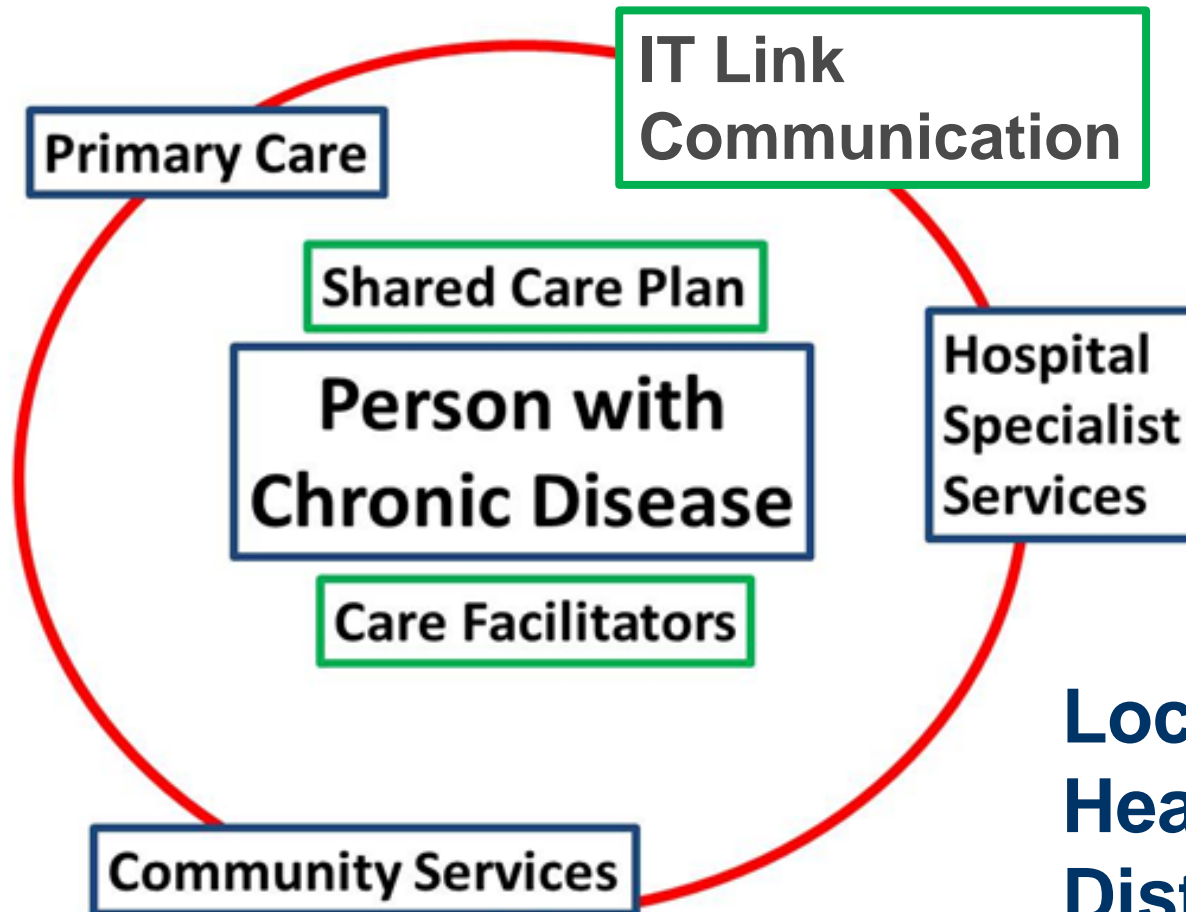 IT Link
Communication
Primary Care
Shared Care Plan
Person with
Chronic Disease
Hospital
Specialist
Services
Care Facilitators
Community Services